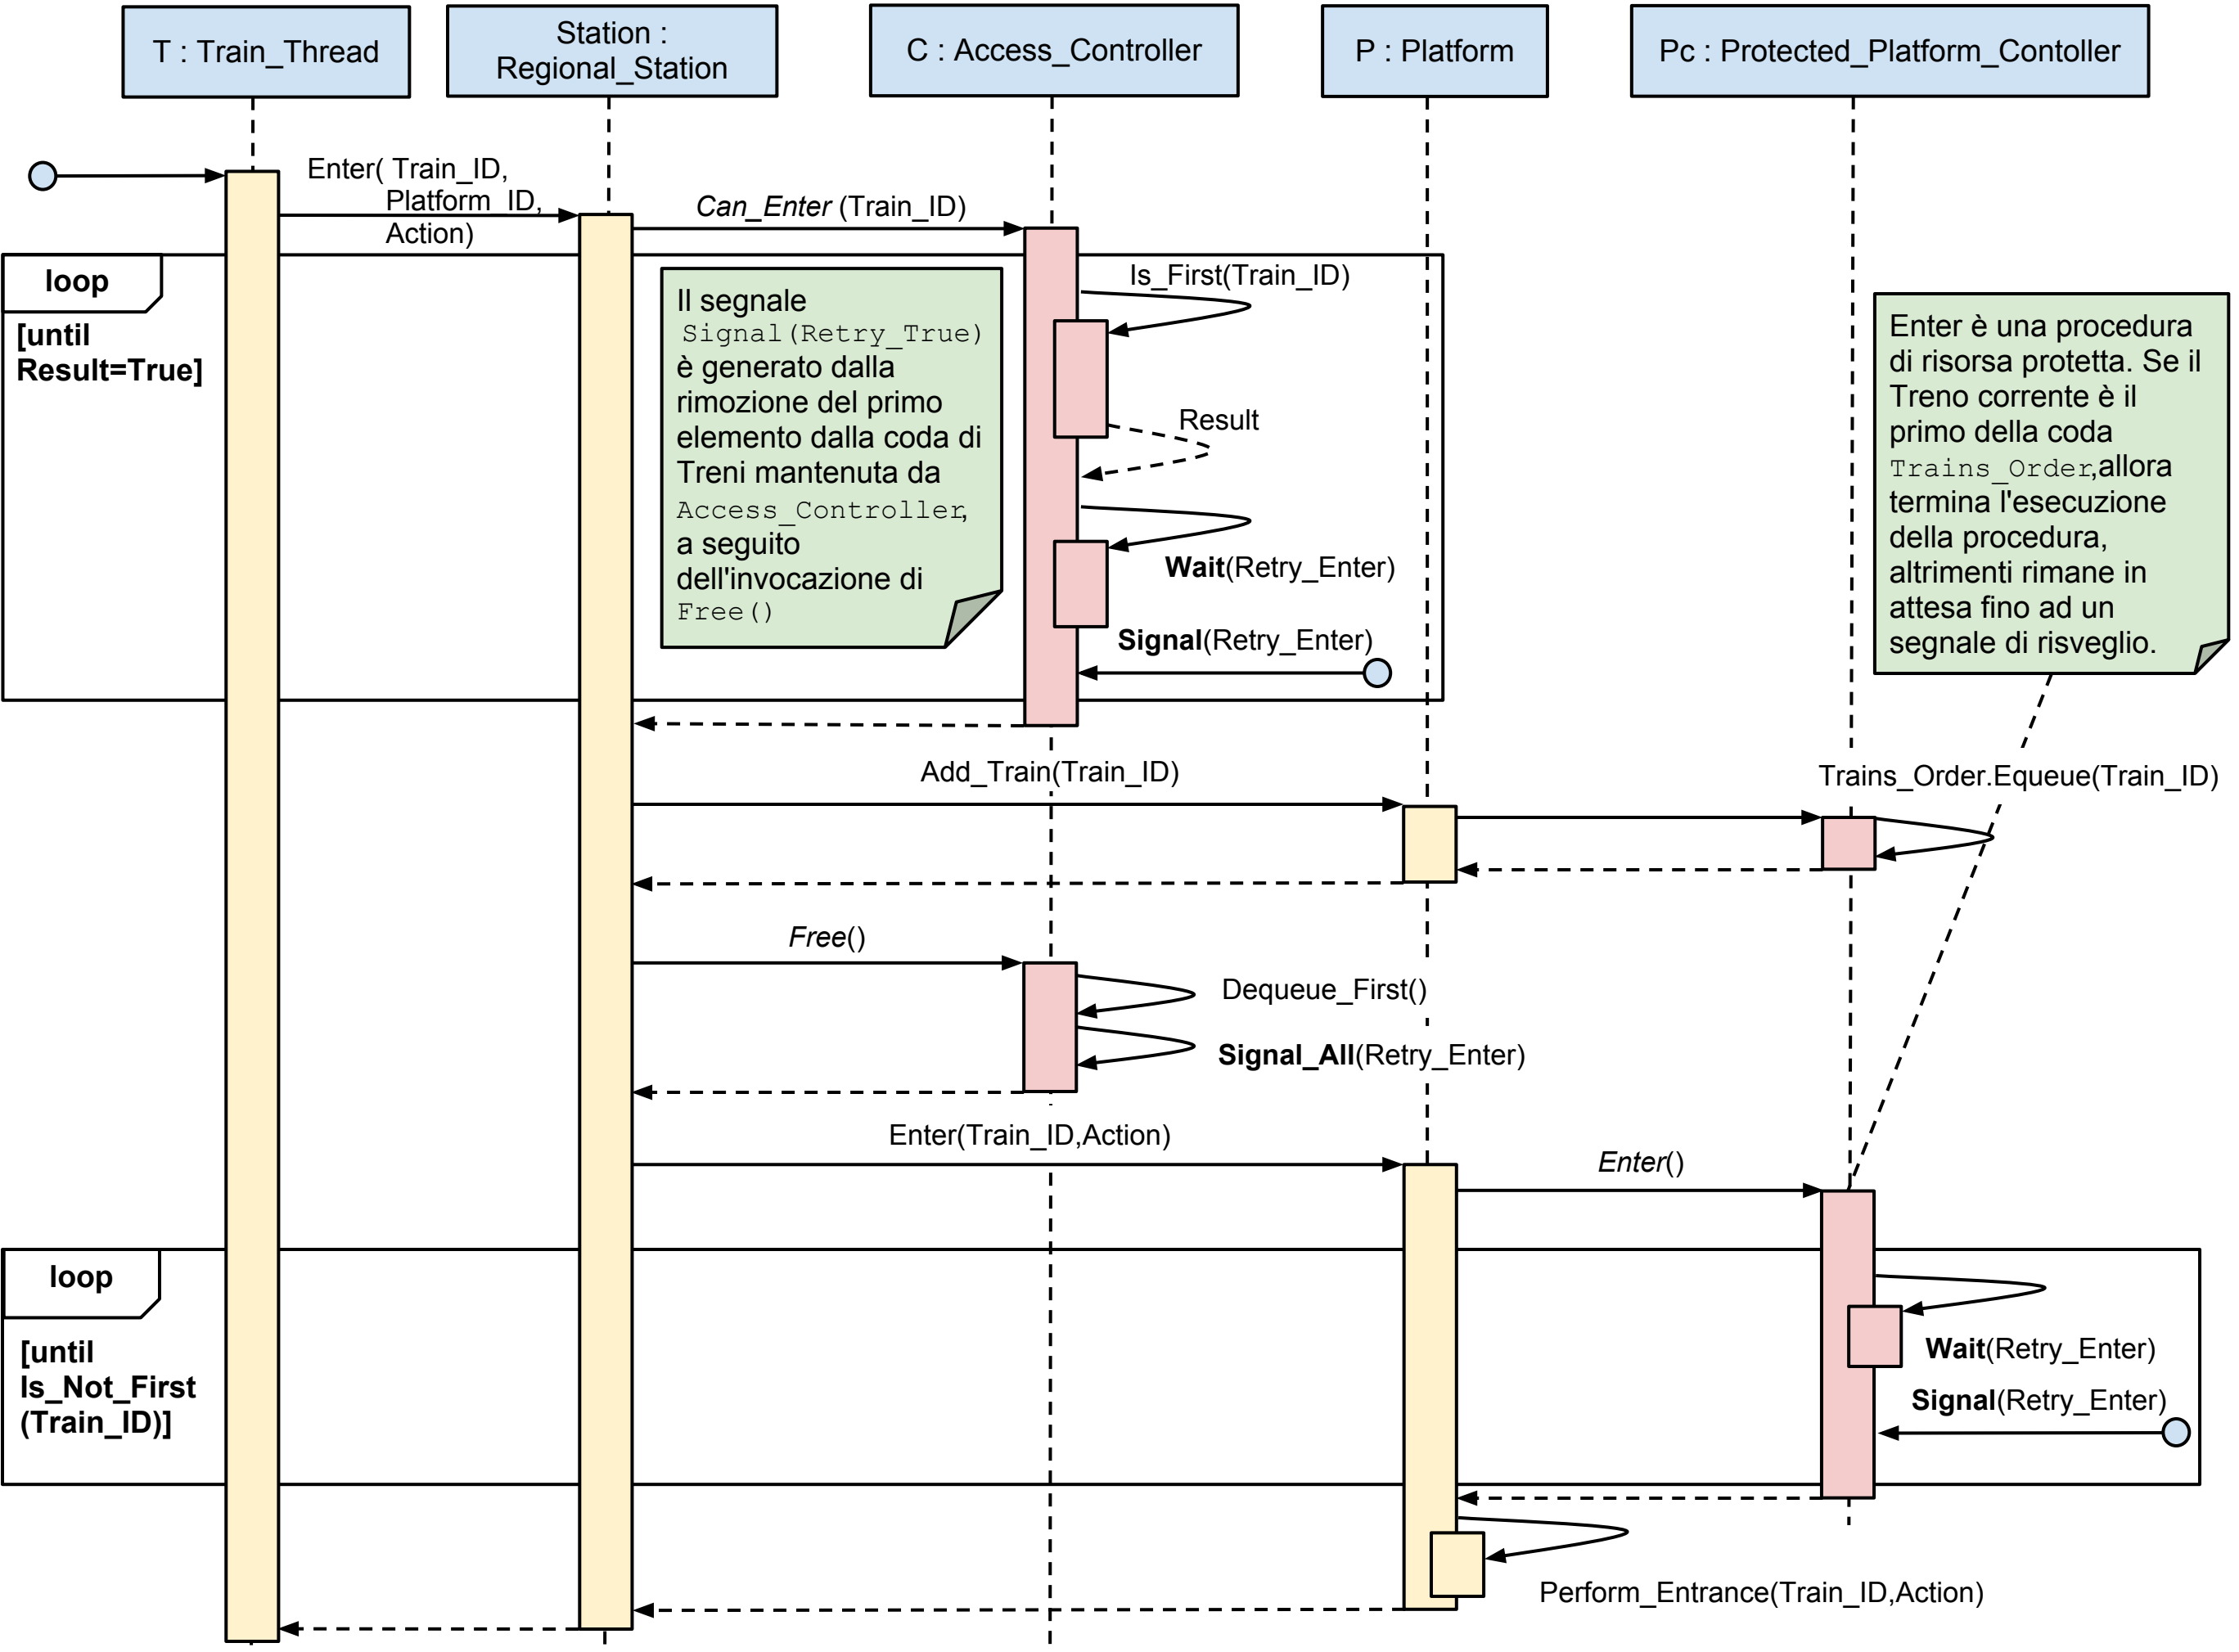 T : Train_Thread
Station :
Regional_Station
C : Access_Controller
P : Platform
Pc : Protected_Platform_Contoller
Enter( Train_ID,
Platform_ID,
Action)
Can_Enter (Train_ID)
loop
[until
Result=True]
Il segnale
Signal(Retry_True)
è generato dalla
rimozione del primo
elemento dalla coda di
Treni mantenuta da
Access_Controller,
a seguito
dell'invocazione di
Free()
Is_First(Train_ID)
Result
Wait(Retry_Enter)
Signal(Retry_Enter)
Enter è una procedura
di risorsa protetta. Se il
Treno corrente è il
primo della coda
Trains_Order,allora
termina l'esecuzione
della procedura,
altrimenti rimane in
attesa fino ad un
segnale di risveglio.
Add_Train(Train_ID)
Trains_Order.Equeue(Train_ID)
Free()
Dequeue_First()
Signal_All(Retry_Enter)
Enter(Train_ID,Action)
Enter()
loop
[until
Is_Not_First
(Train_ID)]
Wait(Retry_Enter)
Signal(Retry_Enter)
Perform_Entrance(Train_ID,Action)